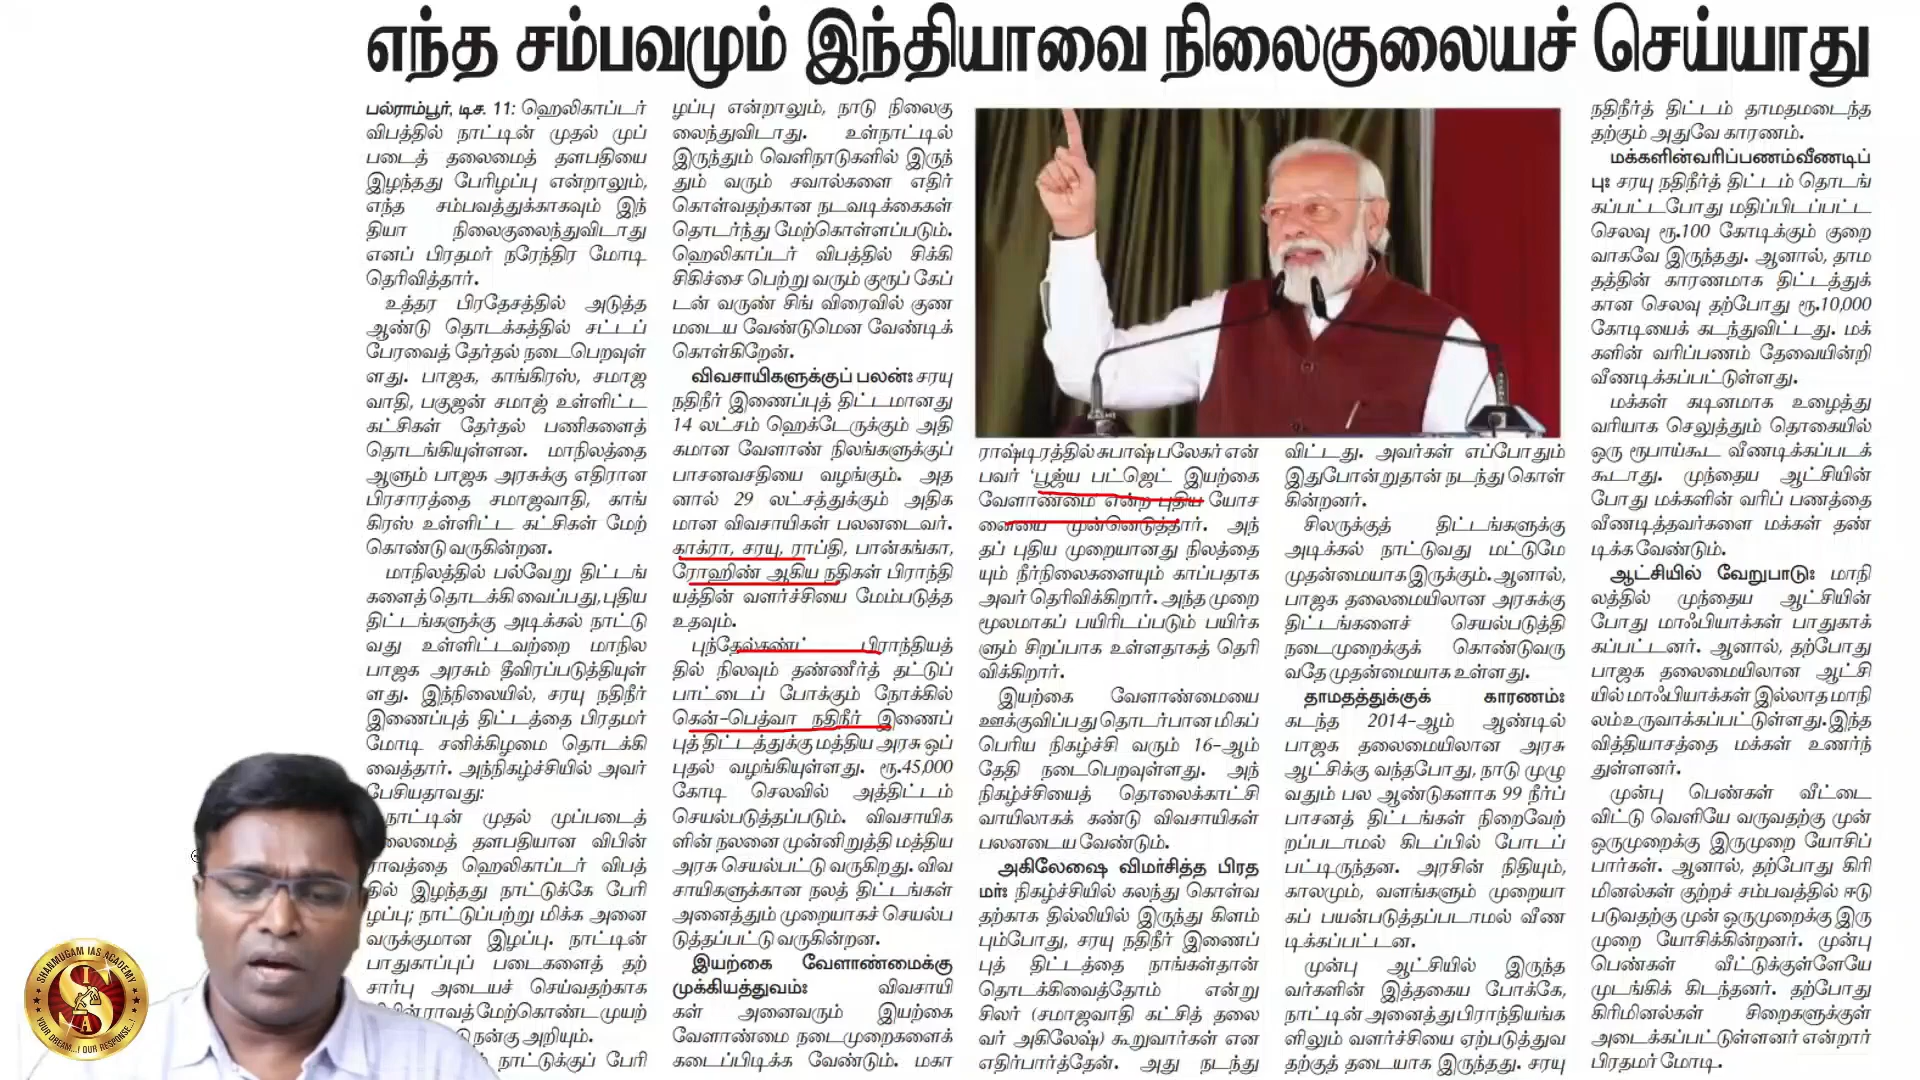 எந்த சம்பவமும் இந்தியாவை நிலைகுலையச் செய்யாது
பல்ராம்பூர், டிச. 11: ஹெலிகாப்டர்
விபத்தில் நாட்டின் முதல் முப்
படைத் தலைமைத் தளபதியை
இழந்தது பேரிழப்பு என்றாலும்,
எந்த சம்பவத்துக்காகவும் இந்
தியா நிலைகுலைந்துவிடாது
எனப் பிரதமர் நரேந்திர மோடி
தெரிவித்தார்.
உத்தர பிரதேசத்தில் அடுத்த
ஆண்டு தொடக்கத்தில் சட்டப்
பேரவைத் தேர்தல் நடைபெறவுள்
ளது. பாஜக, காங்கிரஸ், சமாஜ
வாதி, பகுஜன் சமாஜ் உள்ளிட்ட
கட்சிகள் தேர்தல் பணிகளைத்
தொடங்கியுள்ளன. மாநிலத்தை
ஆளும் பாஜக அரசுக்கு எதிரான
பிரசாரத்தை சமாஜவாதி, காங்
கிரஸ் உள்ளிட்ட கட்சிகள் மேற்
கொண்டு வருகின்றன.
மாநிலத்தில் பல்வேறு திட்டங்
களைத் தொடக்கி வைப்பது, புதிய
திட்டங்களுக்கு அடிக்கல் நாட்டு
வது உள்ளிட்டவற்றை மாநில
பாஜக அரசும் தீவிரப்படுத்தியுள்
ளது. இந்நிலையில், சரயு நதிநீர்
இணைப்புத் திட்டத்தை பிரதமர்
மோடி சனிக்கிழமை தொடக்கி
வைத்தார். அந்நிகழ்ச்சியில் அவர்
பேசியதாவது:
நாட்டின் முதல் முப்படைத்
லைமைத் தளபதியான விபின்
ராவத்தை ஹெலிகாப்டர் விபத்
தில் இழந்தது நாட்டுக்கே பேரி
ழப்பு; நாட்டுப்பற்று மிக்க அனை
வருக்குமான இழப்பு. நாட்டின்
பாதுகாப்புப் படைகளைத் தற்
சார்பு அடையச் செய்வதற்காக
ராவத் மேற்கொண்ட முயற்
நன்கு அறியும்.
நாட்டுக்குப் பேரி
ழப்பு என்றாலும், நாடு நிலைகு
லைந்துவிடாது. உள்நாட்டில்
இருந்தும் வெளிநாடுகளில் இருந்
தும் வரும் சவால்களை எதிர்
கொள்வதற்கான நடவடிக்கைகள்
தொடர்ந்து மேற்கொள்ளப்படும்.
ஹெலிகாப்டர் விபத்தில் சிக்கி
சிகிச்சை பெற்று வரும் குரூப் கேப்
டன் வருண் சிங் விரைவில் குண
மடைய வேண்டுமென வேண்டிக்
கொள்கிறேன்.
விவசாயிகளுக்குப் பலன்: சரயு
நதிநீர் இணைப்புத் திட்டமானது
14 லட்சம் ஹெக்டேருக்கும் அதி
கமான வேளாண் நிலங்களுக்குப்
பாசனவசதியை வழங்கும். அத
னால் 29 லட்சத்துக்கும் அதிக
மான விவசாயிகள் பலனடைவர்.
காக்ரா, சரயு, ராப்தி, பான்கங்கா,
ரோஹிண் ஆகிய நதிகள் பிராந்தி
யத்தின் வளர்ச்சியை மேம்படுத்த
உதவும்.
புந்தேல்கண்ட் பிராந்தியத்
தில் நிலவும் தண்ணீர்த் தட்டுப்
பாட்டைப் போக்கும் நோக்கில்
கென்-பெத்வா நதிநீர் இணைப்
புத் திட்டத்துக்கு மத்திய அரசு ஒப்
புதல் வழங்கியுள்ளது. ரூ.45,000
கோடி செலவில் அத்திட்டம்
செயல்படுத்தப்படும். விவசாயிக
ளின் நலனை முன்னிறுத்தி மத்திய
அரசு செயல்பட்டு வருகிறது. விவ
சாயிகளுக்கான நலத் திட்டங்கள்
அனைத்தும் முறையாகச் செயல்ப
டுத்தப்பட்டு வருகின்றன.
இயற்கை வேளாண்மைக்கு
முக்கியத்துவம்: விவசாயி
கள் அனைவரும் இயற்கை
வேளாண்மை நடைமுறைகளைக்
கடைப்பிடிக்க வேண்டும். மகா
ராஷ்டிரத்தில் சுபாஷ் பலேகர் என்
பவர் 'பூஜ்ய பட்ஜெட் இயற்கை
வேளாண்மை என்ற புதிய யோச
னையை முன்னெடுத்தார். அந்
தப் புதிய முறையானது நிலத்தை
யும் நீர்நிலைகளையும் காப்பதாக
அவர் தெரிவிக்கிறார். அந்த முறை
மூலமாகப் பயிரிடப்படும் பயிர்க
ளும் சிறப்பாக உள்ளதாகத் தெரி
விக்கிறார்.
இயற்கை வேளாண்மையை
ஊக்குவிப்பது தொடர்பான மிகப்
பெரிய நிகழ்ச்சி வரும் 16-ஆம்
தேதி நடைபெறவுள்ளது. அந்
நிகழ்ச்சியைத் தொலைக்காட்சி
வாயிலாகக் கண்டு விவசாயிகள்
பலனடைய வேண்டும்.
அகிலேஷை விமர்சித்த பிரத
மர்: நிகழ்ச்சியில் கலந்து கொள்வ
தற்காக தில்லியில் இருந்து கிளம்
பும்போது, சரயு நதிநீர் இணைப்
புத் திட்டத்தை நாங்கள்தான்
தொடக்கிவைத்தோம் என்று
சிலர் (சமாஜவாதி கட்சித் தலை
வர் அகிலேஷ்) கூறுவார்கள் என
எதிர்பார்த்தேன். அது நடந்து
விட்டது. அவர்கள் எப்போதும்
இதுபோன்றுதான் நடந்து கொள்
கின்றனர்.
சிலருக்குத் திட்டங்களுக்கு
அடிக்கல் நாட்டுவது மட்டுமே
முதன்மையாக இருக்கும். ஆனால்,
பாஜக தலைமையிலான அரசுக்கு
திட்டங்களைச் செயல்படுத்தி
நடைமுறைக்குக் கொண்டுவரு
வதே முதன்மையாக உள்ளது.
தாமதத்துக்குக் காரணம்:
கடந்த 2014-ஆம் ஆண்டில்
பாஜக தலைமையிலான அரசு
ஆட்சிக்கு வந்தபோது, நாடு முழு
வதும் பல ஆண்டுகளாக 99 நீர்ப்
பாசனத் திட்டங்கள் நிறைவேற்
றப்படாமல் கிடப்பில் போடப்
பட்டிருந்தன. அரசின் நிதியும்,
காலமும், வளங்களும் முறையா
கப் பயன்படுத்தப்படாமல் வீண
டிக்கப்பட்டன.
முன்பு ஆட்சியில் இருந்த
வர்களின் இத்தகைய போக்கே,
நாட்டின் அனைத்து பிராந்தியங்க
ளிலும் வளர்ச்சியை ஏற்படுத்துவ
தற்குத் தடையாக இருந்தது. சரயு
நதிநீர்த் திட்டம் தாமதமடைந்த
தற்கும் அதுவே காரணம்.
மக்களின் வரிப்பணம் வீணடிப்
பு: சரயு நதிநீர்த் திட்டம் தொடங்
கப்பட்டபோது மதிப்பிடப்பட்ட
செலவு ரூ.100 கோடிக்கும் குறை
வாகவே இருந்தது. ஆனால், தாம
தத்தின் காரணமாக திட்டத்துக்
கான செலவு தற்போது ரூ.10,000
கோடியைக் கடந்துவிட்டது. மக்
களின் வரிப்பணம் தேவையின்றி
வீணடிக்கப்பட்டுள்ளது.
மக்கள் கடினமாக உழைத்து
வரியாக செலுத்தும் தொகையில்
ஒரு ரூபாய்கூட வீணடிக்கப்படக்
கூடாது. முந்தைய ஆட்சியின்
போது மக்களின் வரிப் பணத்தை
வீணடித்தவர்களை மக்கள் தண்
டிக்க வேண்டும்.
ஆட்சியில் வேறுபாடு: மாநி
லத்தில் முந்தைய ஆட்சியின்
போது மாஃபியாக்கள் பாதுகாக்
கப்பட்டனர். ஆனால், தற்போது
பாஜக தலைமையிலான ஆட்சி
யில் மாஃபியாக்கள் இல்லாத மாநி
லம் உருவாக்கப்பட்டுள்ளது. இந்த
வித்தியாசத்தை மக்கள் உணர்ந்
துள்ளனர்.
முன்பு பெண்கள் வீட்டை
விட்டு வெளியே வருவதற்கு முன்
ஒருமுறைக்கு இருமுறை யோசிப்
பார்கள். ஆனால், தற்போது கிரி
மினல்கள் குற்றச் சம்பவத்தில் ஈடு
படுவதற்கு முன் ஒருமுறைக்கு இரு
முறை யோசிக்கின்றனர். முன்பு
பெண்கள் வீட்டுக்குள்ளேயே
முடங்கிக் கிடந்தனர். தற்போது
கிரிமினல்கள் சிறைகளுக்குள்
அடைக்கப்பட்டுள்ளனர் என்றார்
பிரதமர் மோடி.
SHANMUGAM IAS ACADEMY
YOUR DREAM...! OUR RESPONSE...!